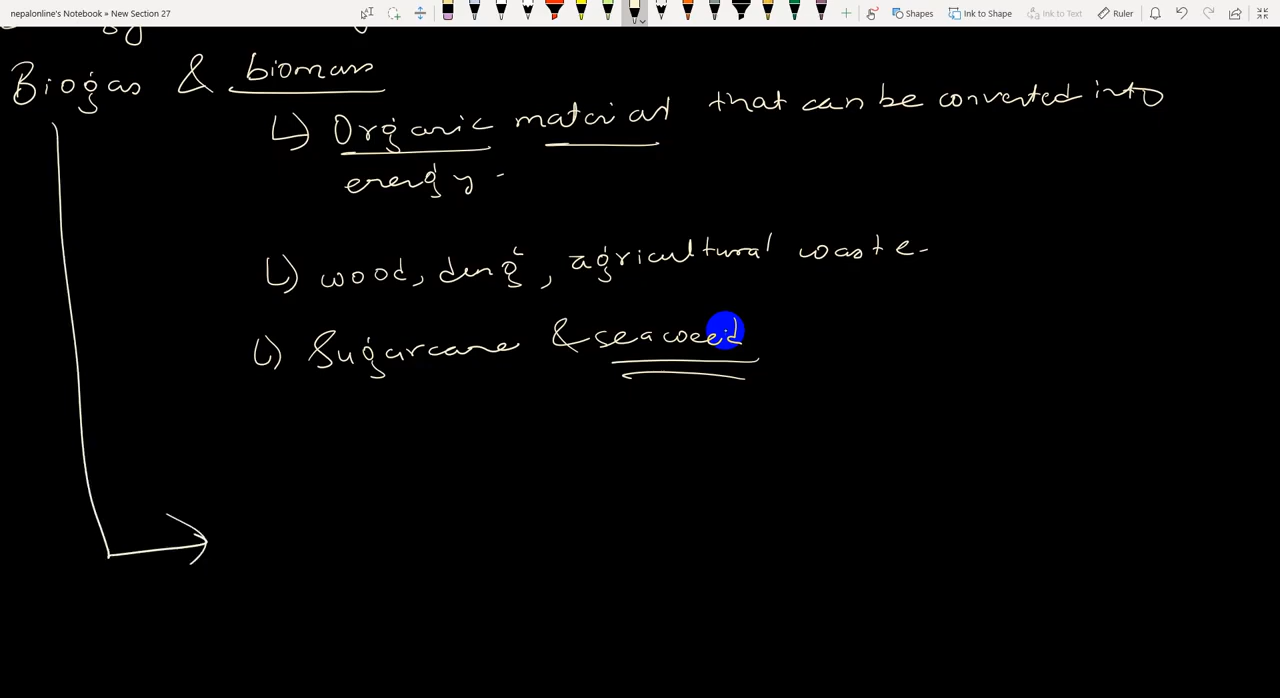 nepalonline's Notebook » New Section 27
Shapes Ink to Shape Ink to Text Ruler
Biogas & biomass
Organic material that can be converted into
energy.
wood, dung, agricultural waste.
Sugarcane & seaweed